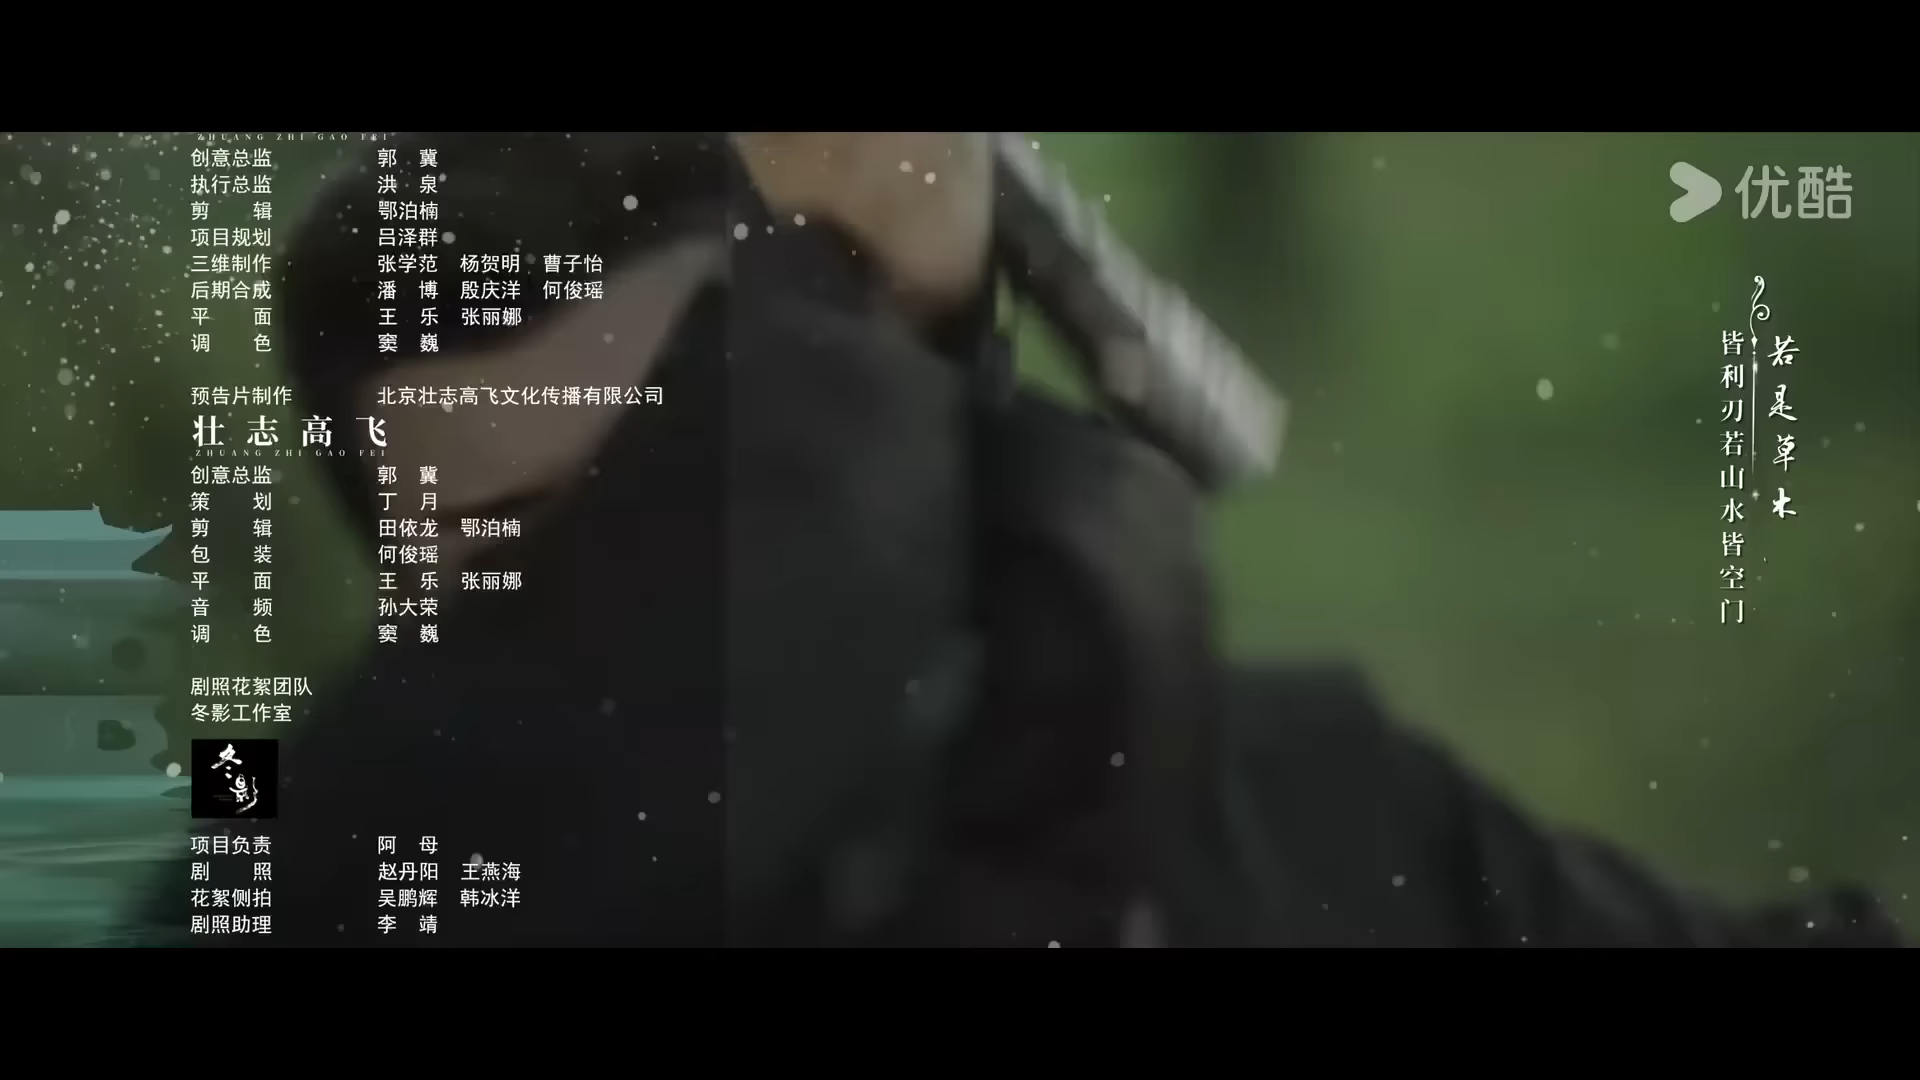 ZHUANG ZHI GAO FEI
创意总监 郭 冀
执行总监 洪 泉
剪 辑 鄂泊楠
项目规划 吕泽群
三维制作 张学范 杨贺明 曹子怡
后期合成 潘 博 殷庆洋 何俊瑶
平 面 王 乐 张丽娜
调 色 窦 巍
预告片制作 北京壮志高飞文化传播有限公司
壮志高飞
ZHUANG ZHI GAO FEI
创意总监 郭 冀
策 划 丁 月
剪 辑 田依龙 鄂泊楠
包 装 何俊瑶
平 面 王 乐 张丽娜
音 频 孙大荣
调 色 窦 巍
剧照花絮团队
冬影工作室
冬影
项目负责 阿 母
剧 照 赵丹阳 王燕海
花絮侧拍 吴鹏辉 韩冰洋
剧照助理 李 靖
优酷
若是草木
皆利刃若山水皆空门